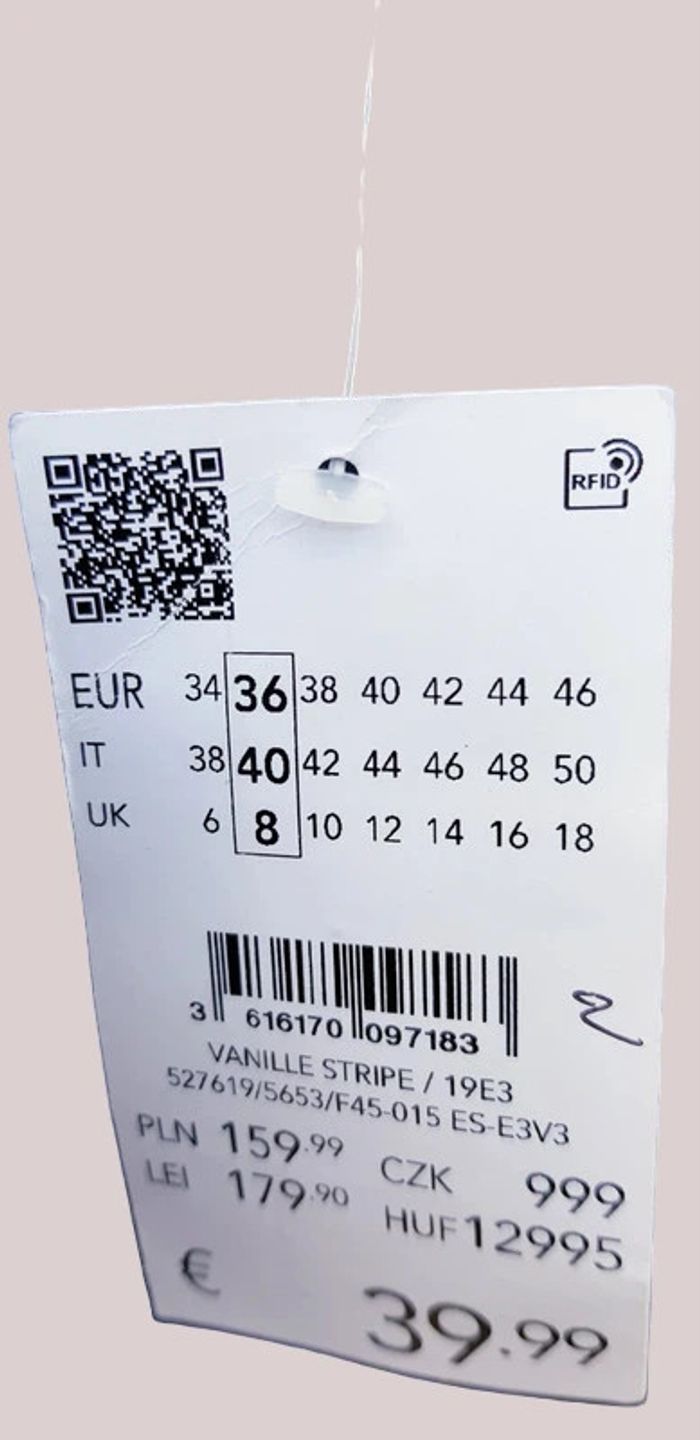 RFID
EUR 34 36 38 40 42 44 46
IT 38 40 42 44 46 48 50
UK 6 8 10 12 14 16 18
3 616170 097183
VANILLE STRIPE / 19E3
527619/5653/F45-015 ES-E3V3
PLN 159.99 CZK 999
LEI 179.90 HUF 12995
€ 39.99